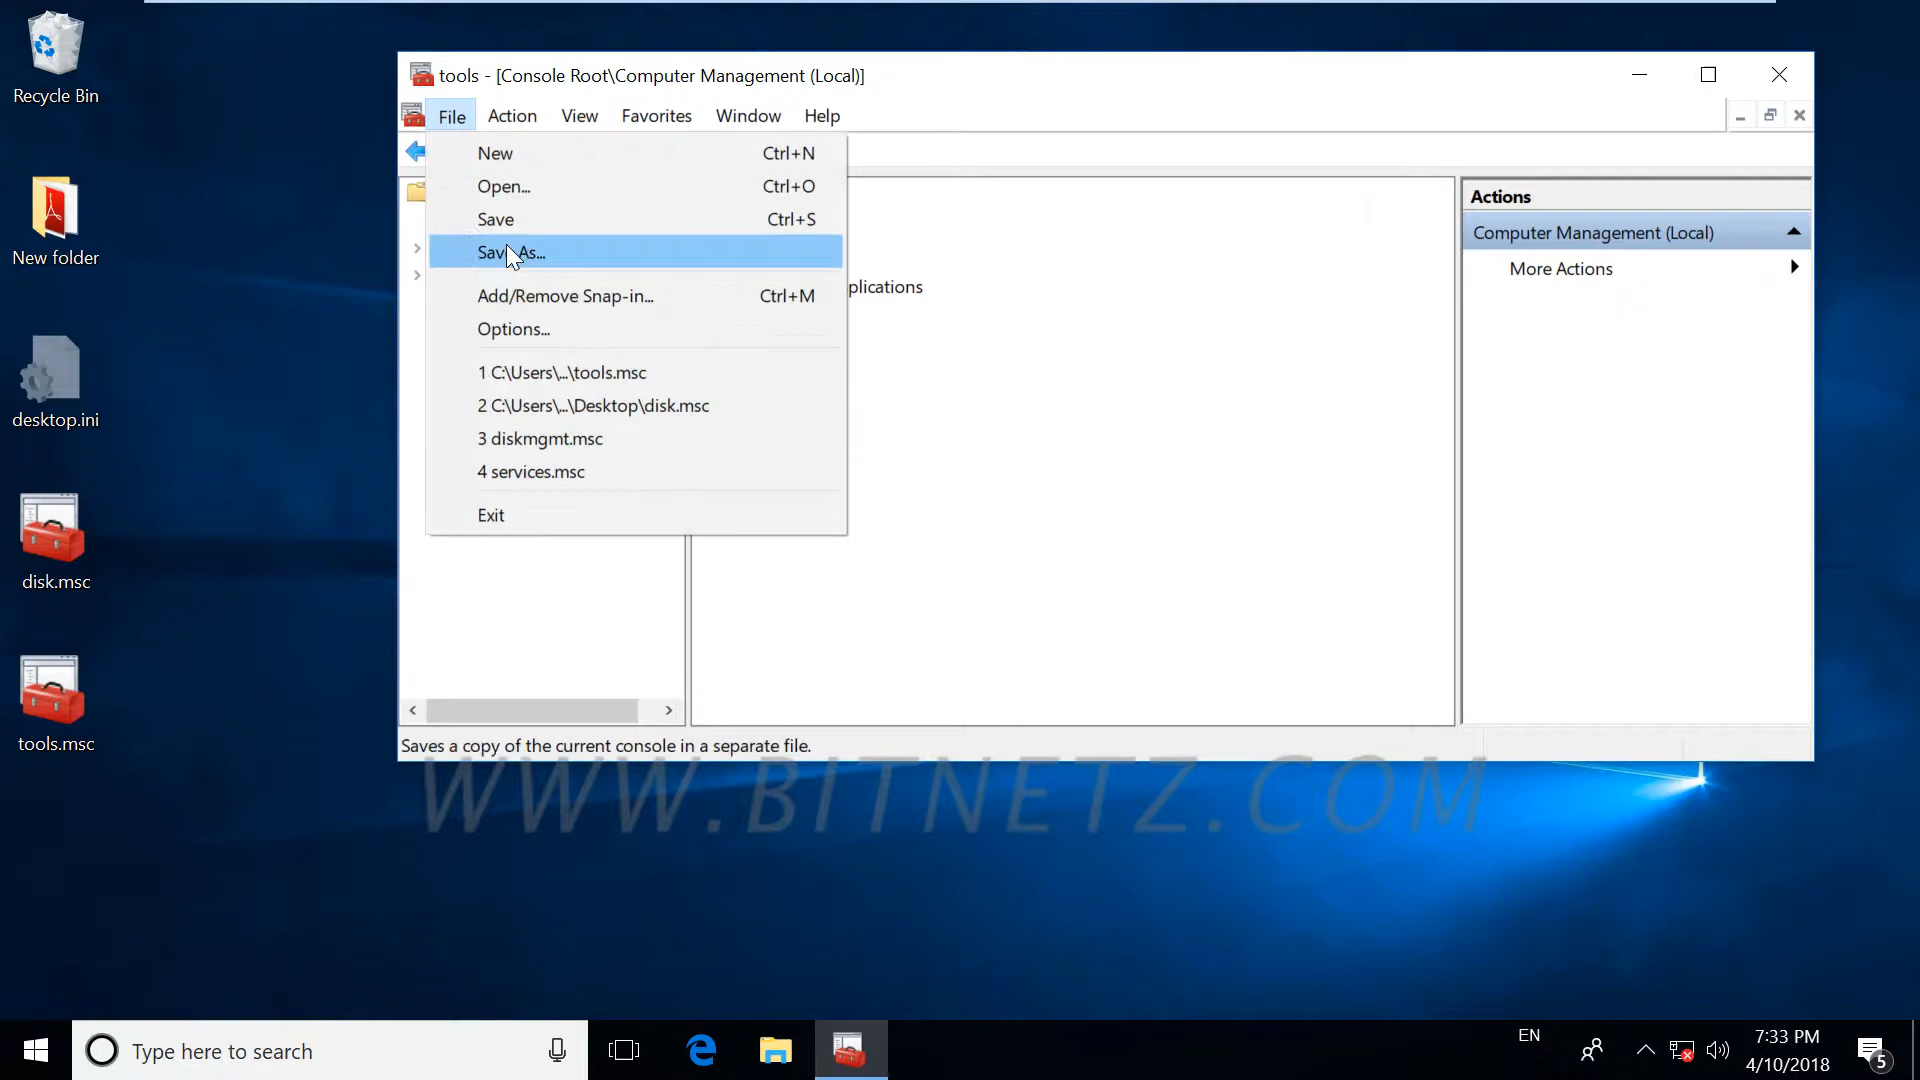 Recycle Bin
New folder
desktop.ini
disk.msc
tools.msc
tools - [Console Root\Computer Management (Local)]
File Action View Favorites Window Help
New Ctrl+N
Open... Ctrl+O
Save Ctrl+S
Save As...
Add/Remove Snap-in... Ctrl+M
Options...
1 C:\Users\...\tools.msc
2 C:\Users\...\Desktop\disk.msc
3 diskmgmt.msc
4 services.msc
Exit
plications
Actions
Computer Management (Local)
More Actions
Saves a copy of the current console in a separate file.
WWW.BITNETZ.COM
Type here to search
EN
7:33 PM
4/10/2018
5